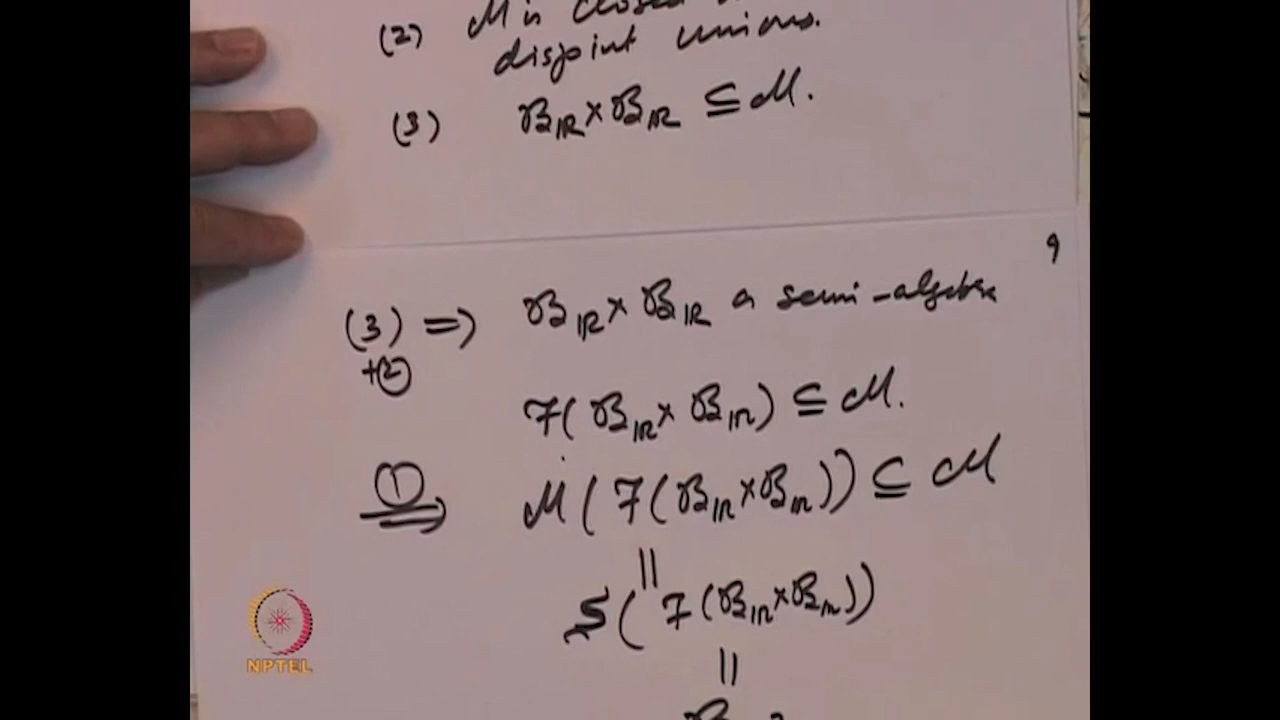 (2) M is closed
disjoint unions.
(3) 𝓑_ℝ × 𝓑_ℝ ⊆ M.
9
(3) ⇒ 𝓑_ℝ × 𝓑_ℝ a semi-algebra
+②
F(𝓑_ℝ × 𝓑_ℝ) ⊆ M.
①⇒ M(F(𝓑_ℝ × 𝓑_ℝ)) ⊆ M
||
S(F(𝓑_ℝ × 𝓑_ℝ))
||
NPTEL